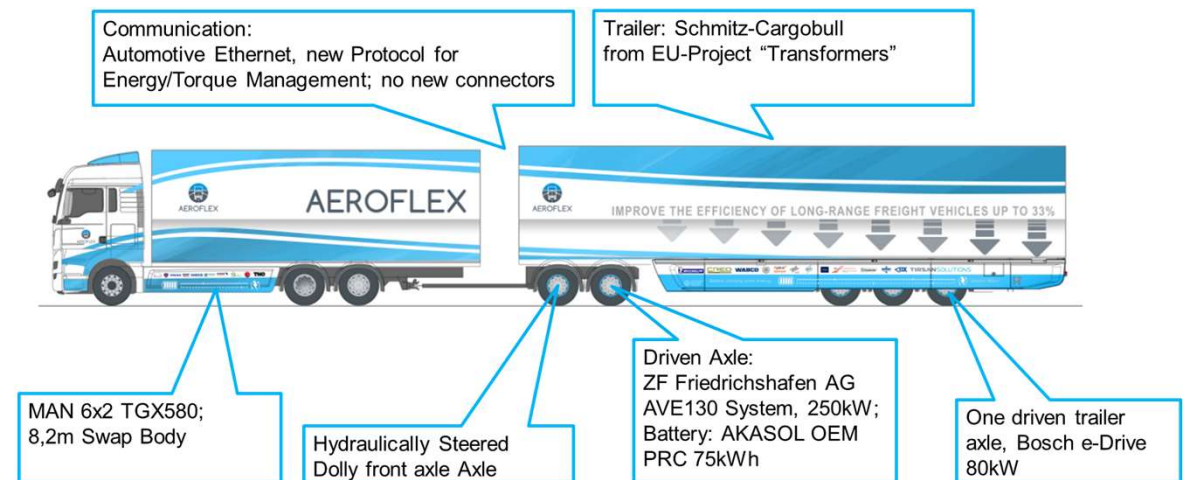 Communication:
Automotive Ethernet, new Protocol for
Energy/Torque Management; no new connectors
Trailer: Schmitz-Cargobull
from EU-Project “Transformers”
AEROFLEX
AEROFLEX
AEROFLEX
IMPROVE THE EFFICIENCY OF LONG-RANGE FREIGHT VEHICLES UP TO 33%
TNO
WABCO
TIRSANSOLUTIONS
MAN 6x2 TGX580;
8,2m Swap Body
Hydraulically Steered
Dolly front axle Axle
Driven Axle:
ZF Friedrichshafen AG
AVE130 System, 250kW;
Battery: AKASOL OEM
PRC 75kWh
One driven trailer
axle, Bosch e-Drive
80kW